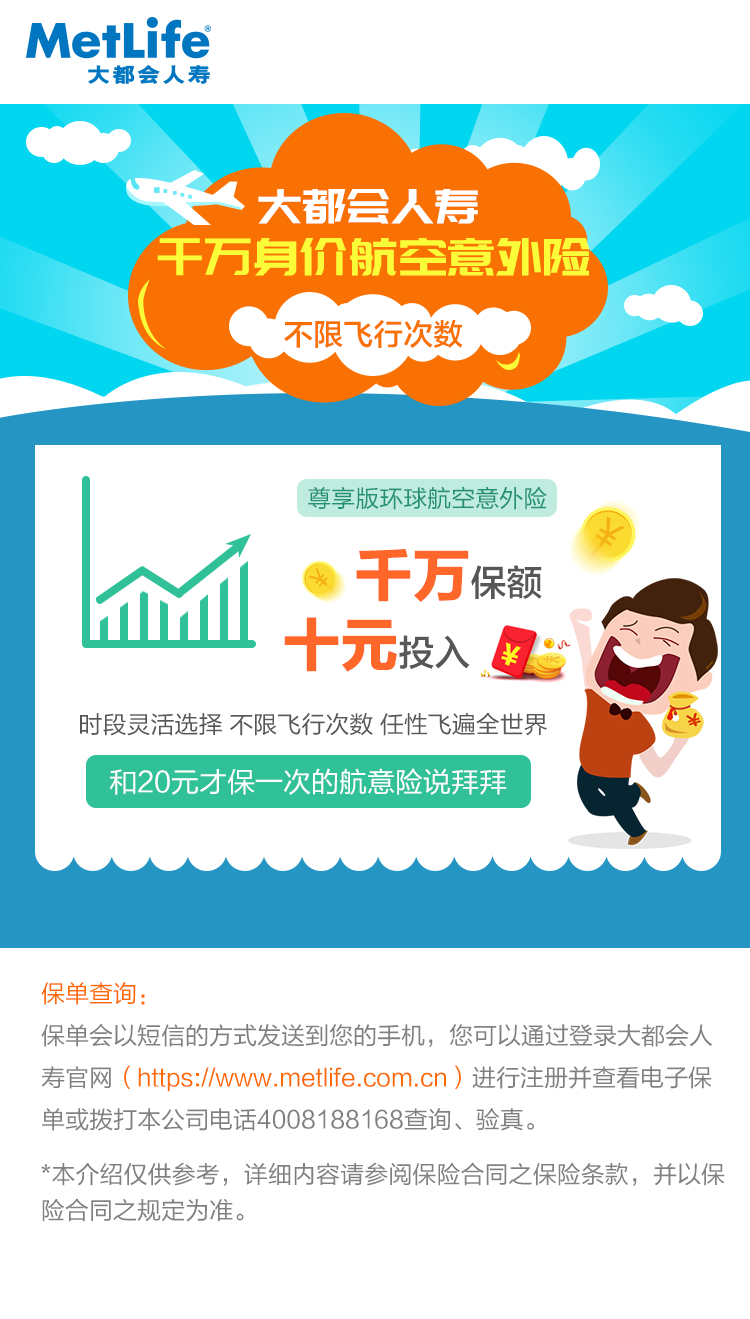 MetLife®
大都会人寿
大都会人寿
千万身价航空意外险
不限飞行次数
尊享版环球航空意外险
千万保额
十元投入
时段灵活选择 不限飞行次数 任性飞遍全世界
和20元才保一次的航意险说拜拜
保单查询：
保单会以短信的方式发送到您的手机，您可以通过登录大都会人
寿官网（https://www.metlife.com.cn）进行注册并查看电子保
单或拨打本公司电话4008188168查询、验真。
*本介绍仅供参考，详细内容请参阅保险合同之保险条款，并以保
险合同之规定为准。